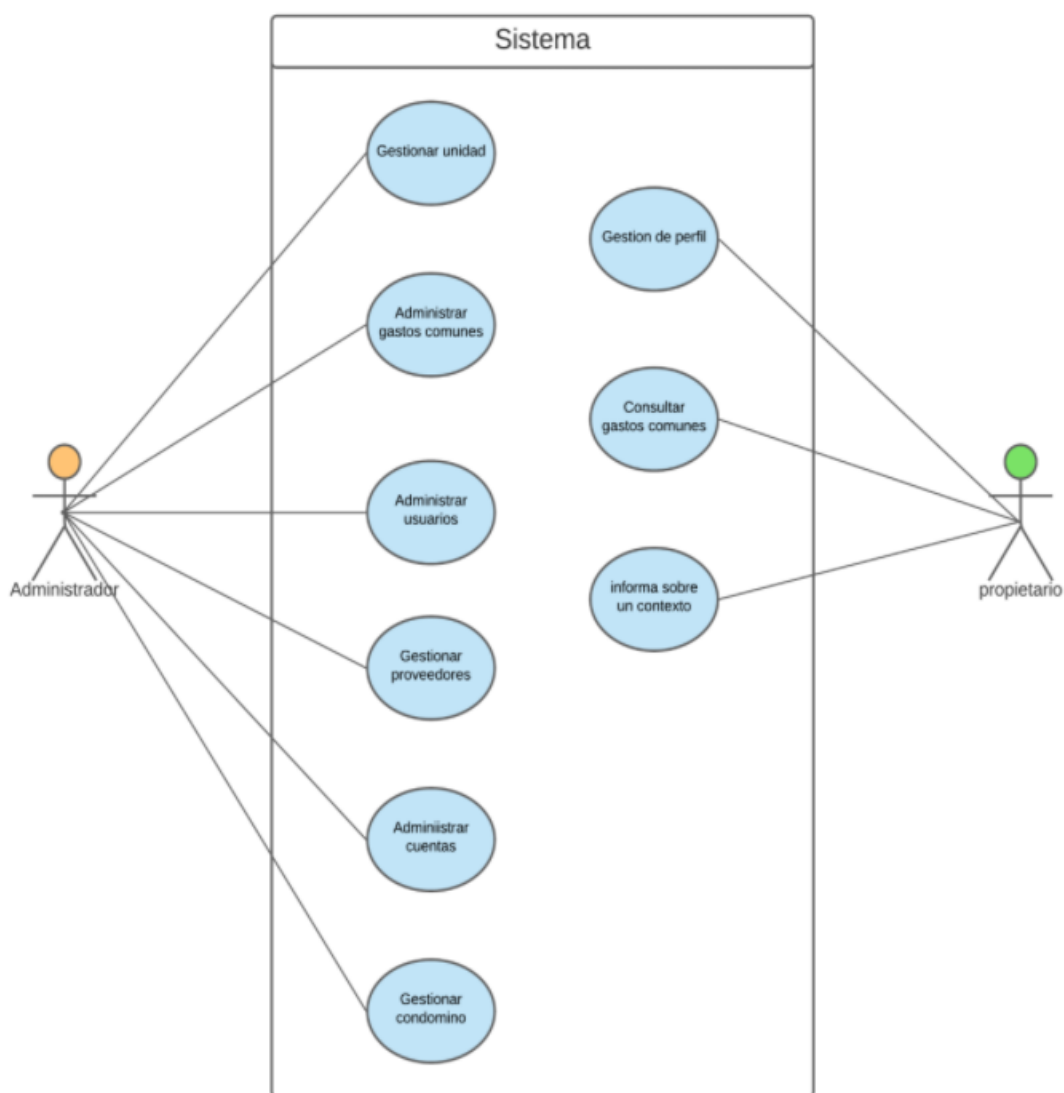 Sistema
Gestionar unidad
Gestion de perfil
Administrar
gastos comunes
Consultar
gastos comunes
Administrar
usuarios
Administrador
informa sobre
un contexto
propietario
Gestionar
proveedores
Adminiistrar
cuentas
Gestionar
condomino